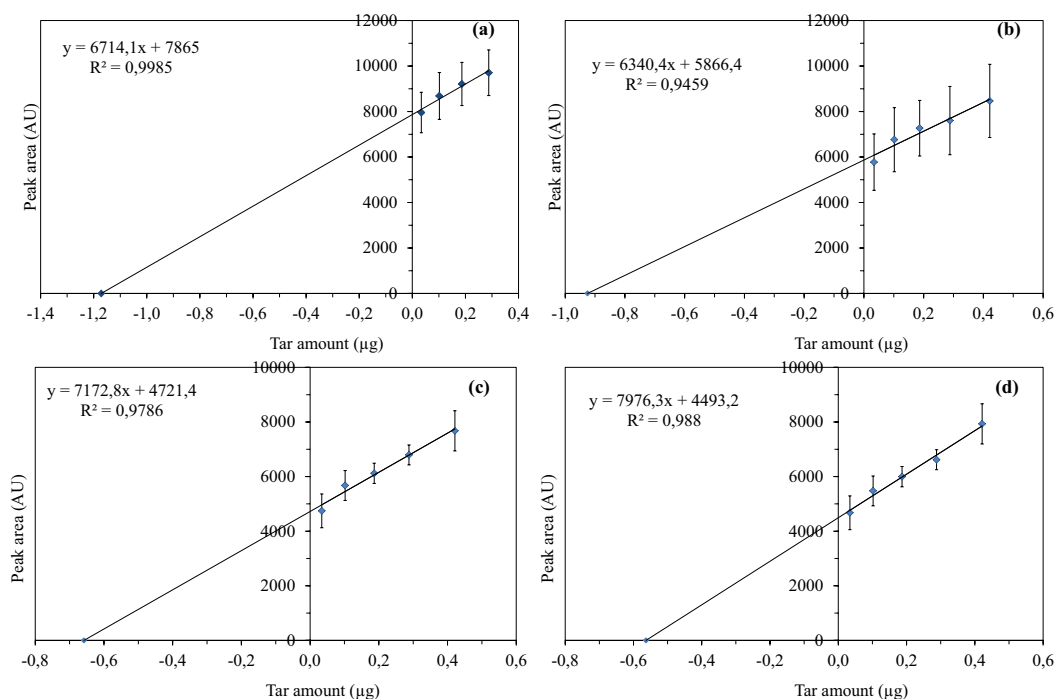 (a)
y = 6714,1x + 7865
R² = 0,9985
Peak area (AU)
12000
10000
8000
6000
4000
2000
0
-1,4 -1,2 -1,0 -0,8 -0,6 -0,4 -0,2 0,0 0,2 0,4
Tar amount (µg)
(b)
y = 6340,4x + 5866,4
R² = 0,9459
Peak area (AU)
12000
10000
8000
6000
4000
2000
0
-1,0 -0,8 -0,6 -0,4 -0,2 0,0 0,2 0,4 0,6
Tar amount (µg)
(c)
y = 7172,8x + 4721,4
R² = 0,9786
Peak area (AU)
10000
8000
6000
4000
2000
0
-0,8 -0,6 -0,4 -0,2 0,0 0,2 0,4 0,6
Tar amount (µg)
(d)
y = 7976,3x + 4493,2
R² = 0,988
Peak area (AU)
10000
8000
6000
4000
2000
0
-0,8 -0,6 -0,4 -0,2 0,0 0,2 0,4 0,6
Tar amount (µg)